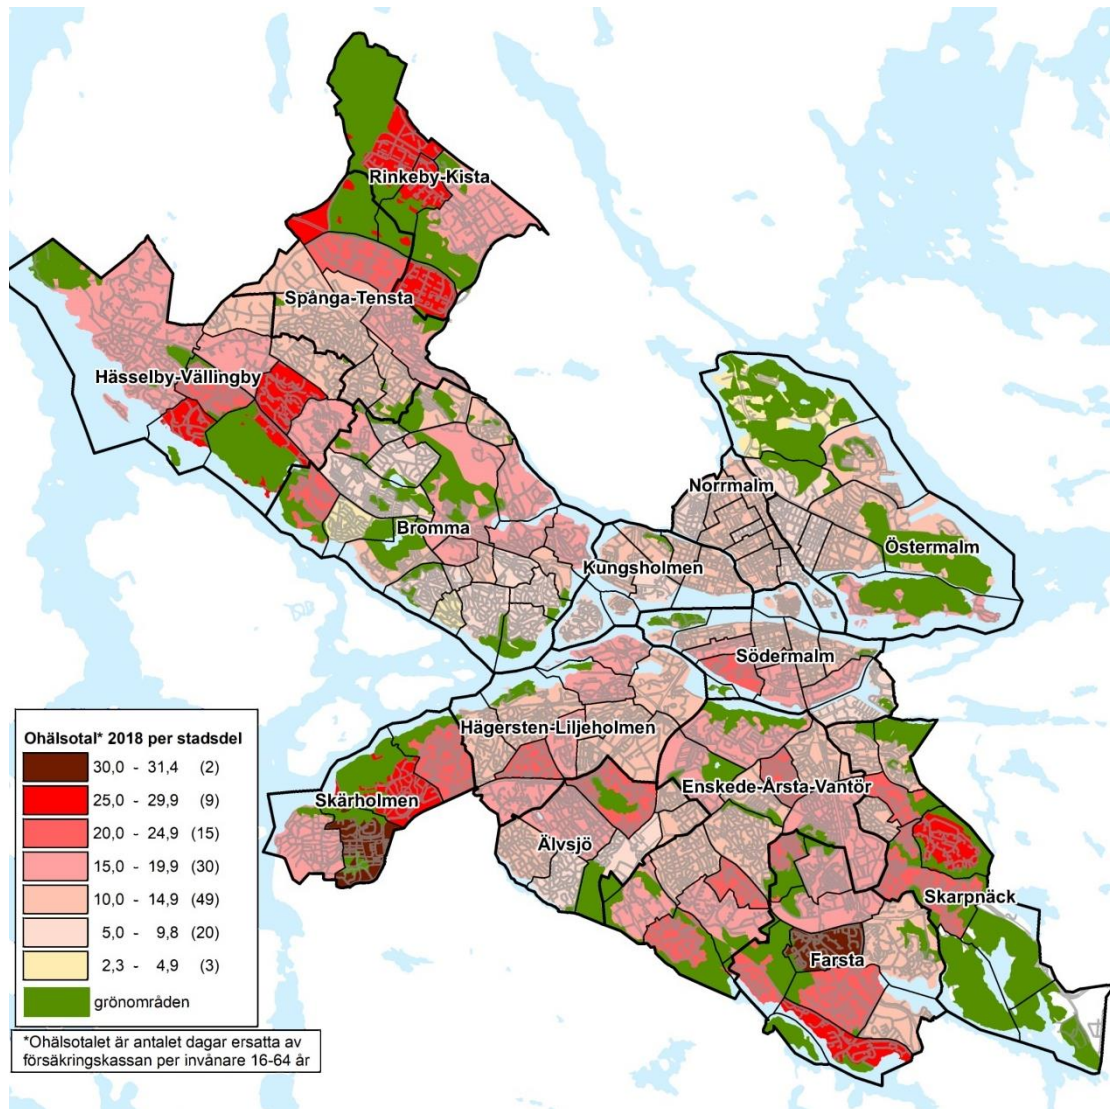 Rinkeby-Kista
Spånga-Tensta
Hässelby-Vällingby
Norrmalm
Bromma
Östermalm
Kungsholmen
Södermalm
Hägersten-Liljeholmen
Enskede-Årsta-Vantör
Skärholmen
Älvsjö
Skarpnäck
Farsta
Ohälsotal* 2018 per stadsdel
30,0 - 31,4 (2)
25,0 - 29,9 (9)
20,0 - 24,9 (15)
15,0 - 19,9 (30)
10,0 - 14,9 (49)
5,0 - 9,8 (20)
2,3 - 4,9 (3)
grönområden
*Ohälsotalet är antalet dagar ersatta av
försäkringskassan per invånare 16-64 år